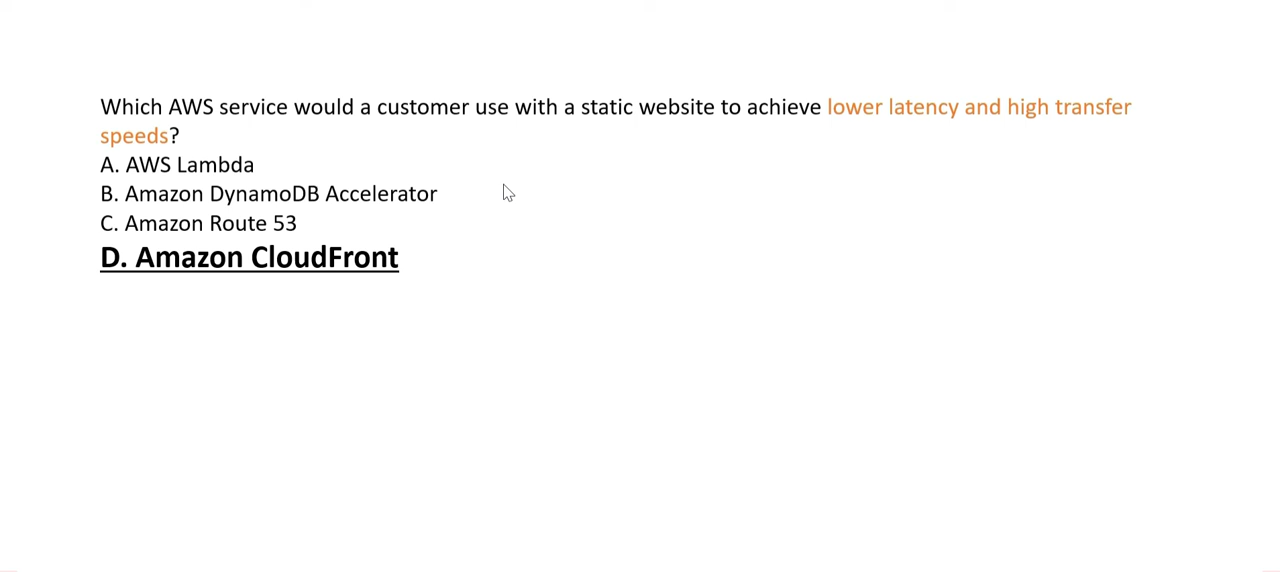 Which AWS service would a customer use with a static website to achieve lower latency and high transfer
speeds?
A. AWS Lambda
B. Amazon DynamoDB Accelerator
C. Amazon Route 53
D. Amazon CloudFront